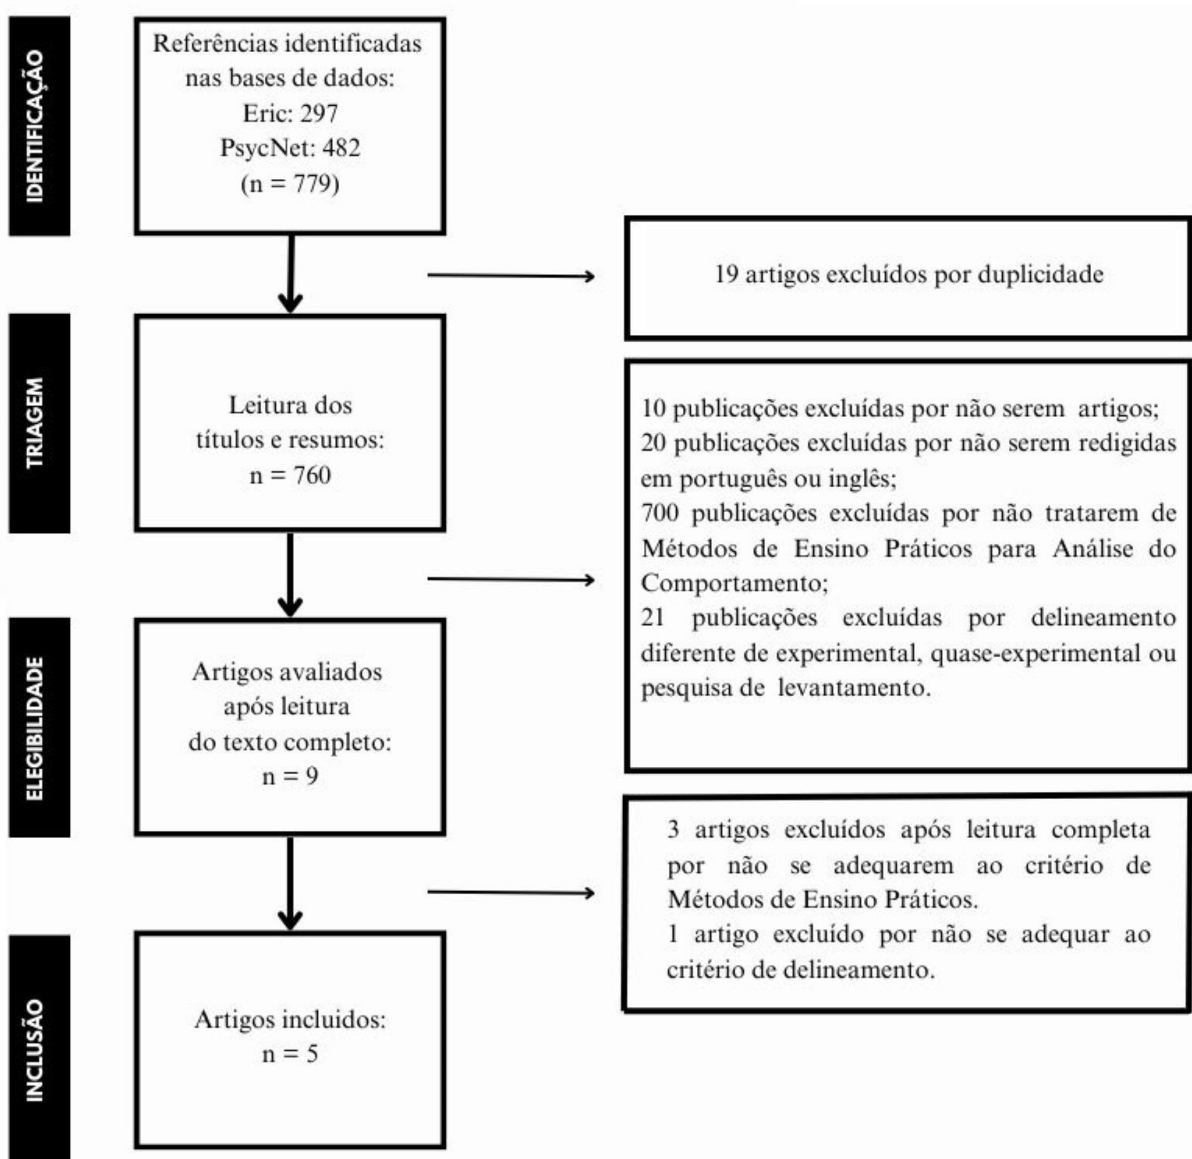 IDENTIFICAÇÃO
Referências identificadas
nas bases de dados:
Eric: 297
PsycNet: 482
(n = 779)
19 artigos excluídos por duplicidade
TRIAGEM
Leitura dos
títulos e resumos:
n = 760
10 publicações excluídas por não serem artigos;
20 publicações excluídas por não serem redigidas
em português ou inglês;
700 publicações excluídas por não tratarem de
Métodos de Ensino Práticos para Análise do
Comportamento;
21 publicações excluídas por delineamento
diferente de experimental, quase-experimental ou
pesquisa de levantamento.
ELEGIBILIDADE
Artigos avaliados
após leitura
do texto completo:
n = 9
3 artigos excluídos após leitura completa
por não se adequarem ao critério de
Métodos de Ensino Práticos.
1 artigo excluído por não se adequar ao
critério de delineamento.
INCLUSÃO
Artigos incluidos:
n = 5